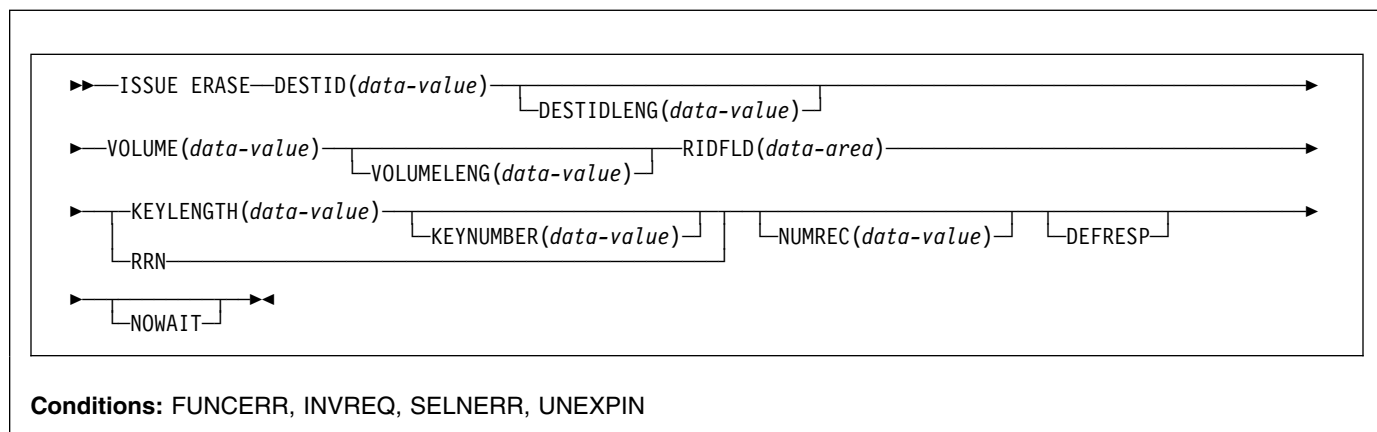 ISSUE ERASE DESTID(data-value)
DESTIDLENG(data-value)
VOLUME(data-value) RIDFLD(data-area)
VOLUMELENG(data-value)
KEYLENGTH(data-value)
KEYNUMBER(data-value) NUMREC(data-value) DEFRESP
RRN
NOWAIT
Conditions: FUNCERR, INVREQ, SELNERR, UNEXPIN